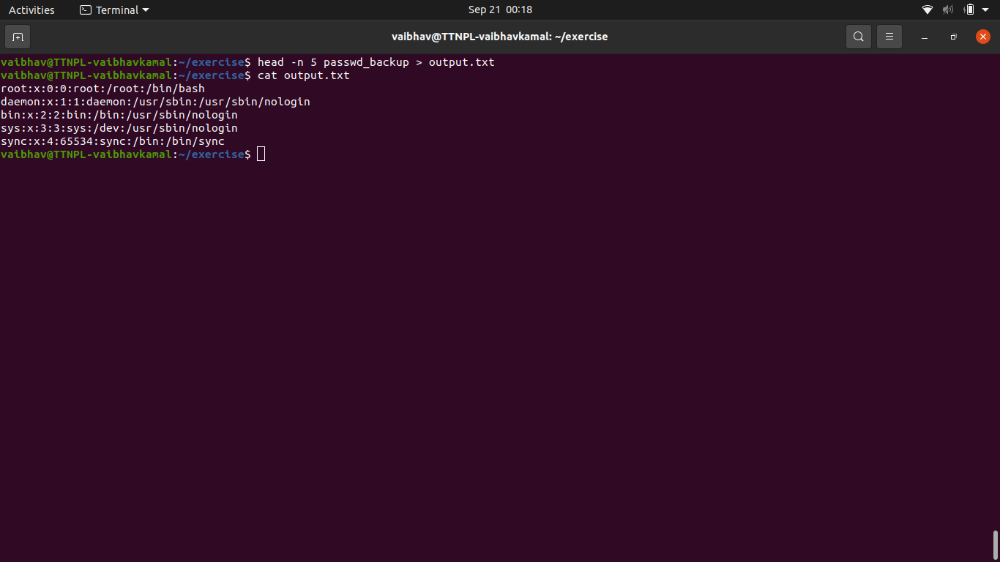 Activities Terminal Sep 21 00:18
vaibhav@TTNPL-vaibhavkamal: ~/exercise
vaibhav@TTNPL-vaibhavkamal:~/exercise$ head -n 5 passwd_backup > output.txt
vaibhav@TTNPL-vaibhavkamal:~/exercise$ cat output.txt
root:x:0:0:root:/root:/bin/bash
daemon:x:1:1:daemon:/usr/sbin:/usr/sbin/nologin
bin:x:2:2:bin:/bin:/usr/sbin/nologin
sys:x:3:3:sys:/dev:/usr/sbin/nologin
sync:x:4:65534:sync:/bin:/bin/sync
vaibhav@TTNPL-vaibhavkamal:~/exercise$